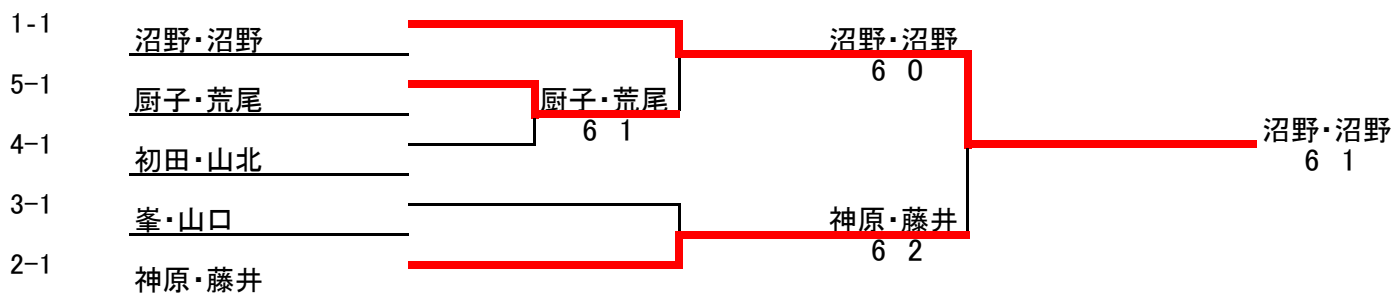 1-1
沼野・沼野
5-1
厨子・荒尾
4-1
初田・山北
3-1
峯・山口
2-1
神原・藤井
厨子・荒尾
6 1
沼野・沼野
6 0
神原・藤井
6 2
沼野・沼野
6 1